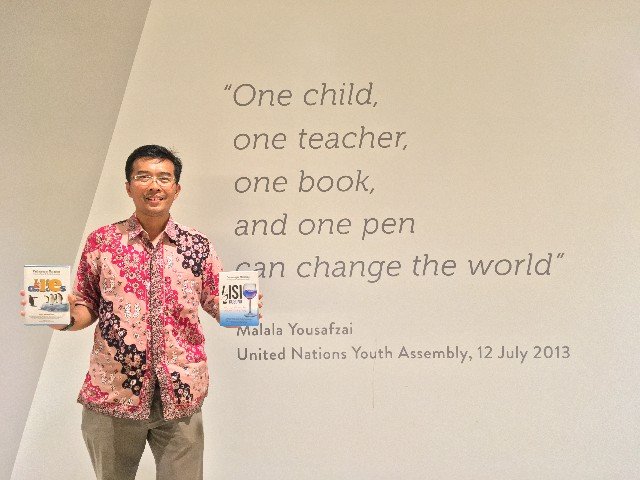 “One child,
one teacher,
one book,
and one pen
can change the world”
Malala Yousafzai
United Nations Youth Assembly, 12 July 2013
ISI